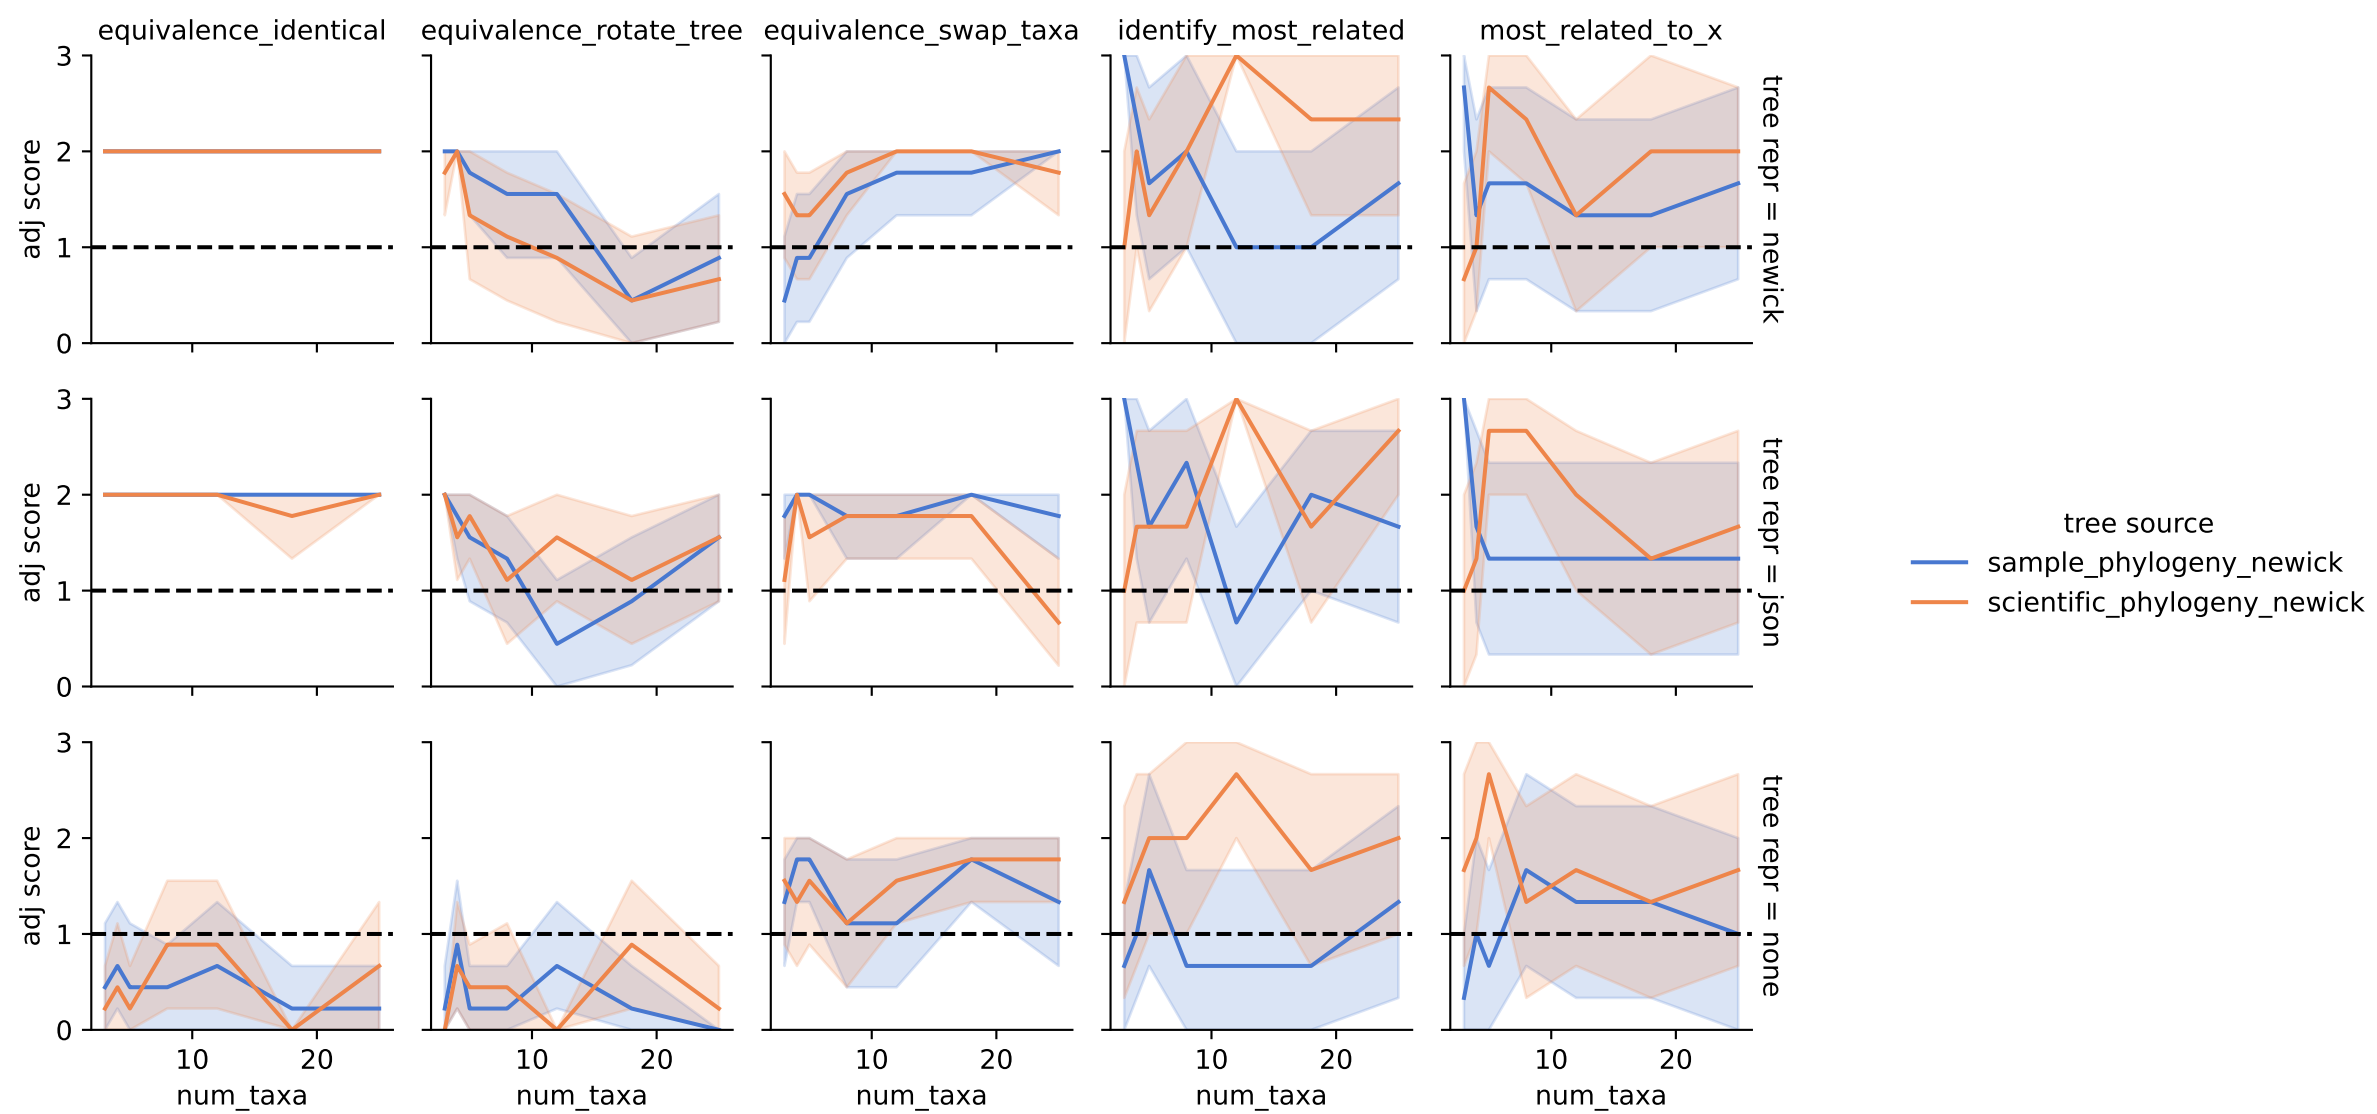 equivalence_identical equivalence_rotate_tree equivalence_swap_taxa identify_most_related most_related_to_x
3
2
1
0
adj score
tree repr = newick
3
2
1
0
adj score
tree repr = json
tree source
sample_phylogeny_newick
scientific_phylogeny_newick
3
2
1
0
adj score
tree repr = none
10 20 10 20 10 20 10 20 10 20
num_taxa num_taxa num_taxa num_taxa num_taxa